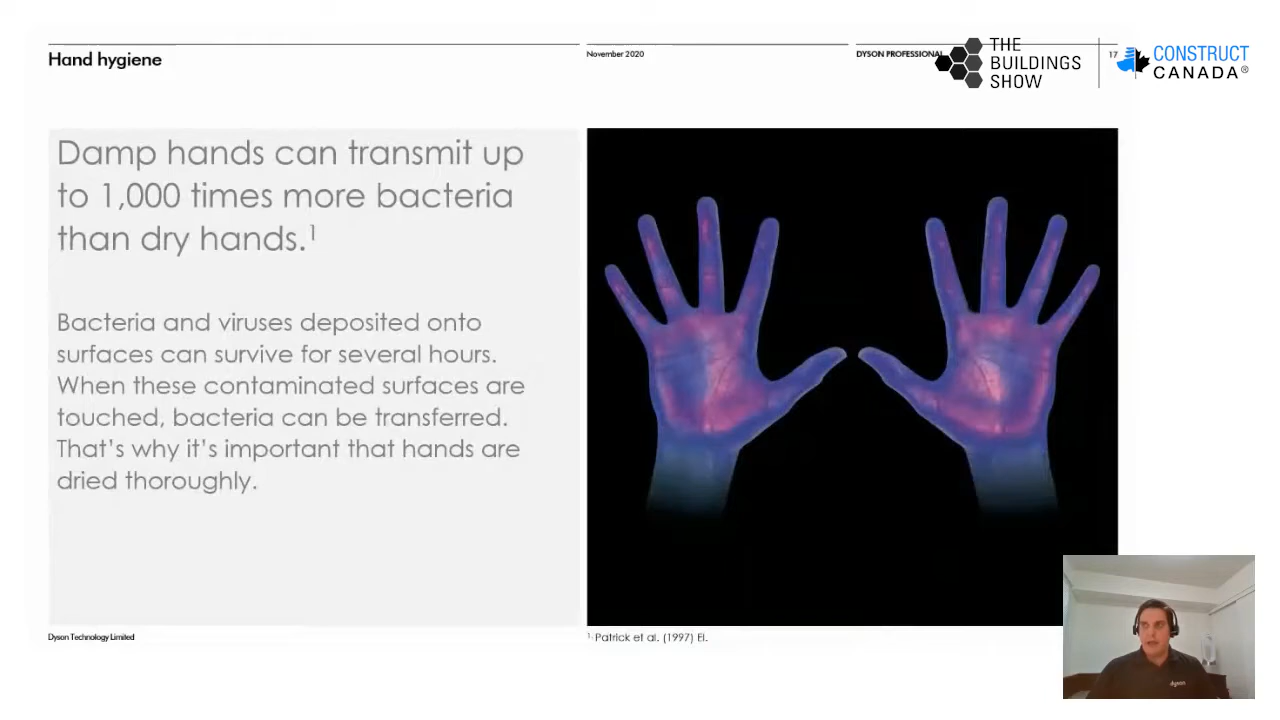 Hand hygiene
November 2020
DYSON PROFESSIONAL
17
THE
BUILDINGS
SHOW
CONSTRUCT
CANADA®
Damp hands can transmit up
to 1,000 times more bacteria
than dry hands.¹
Bacteria and viruses deposited onto
surfaces can survive for several hours.
When these contaminated surfaces are
touched, bacteria can be transferred.
That's why it's important that hands are
dried thoroughly.
Dyson Technology Limited
¹. Patrick et al. (1997) EI.
dyson